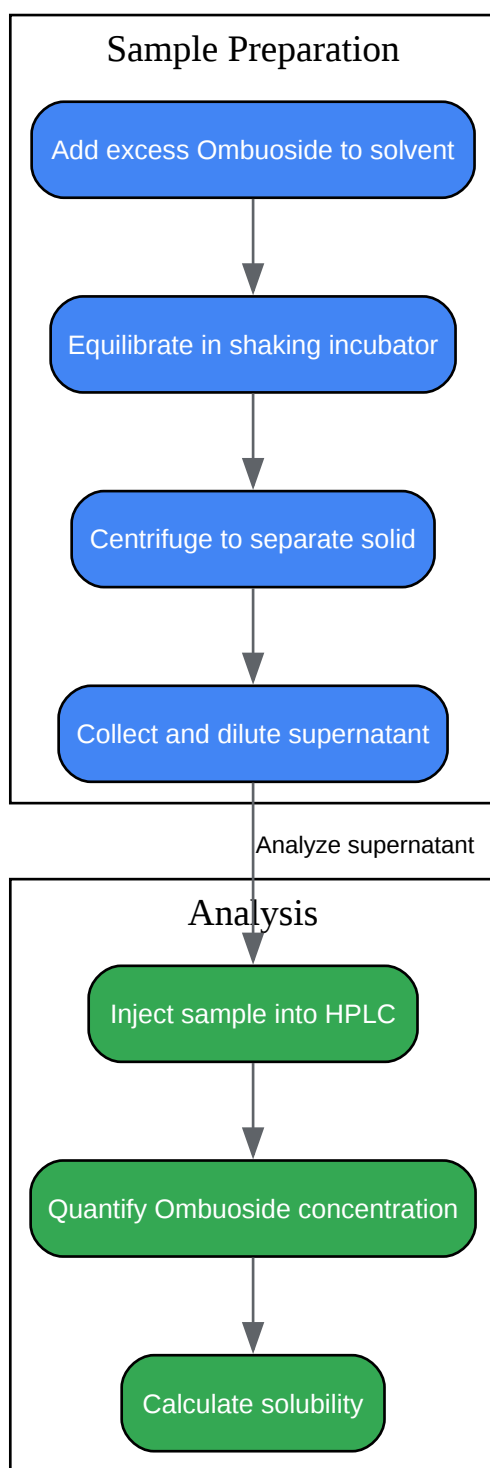 Sample Preparation
Add excess Ombuoside to solvent
Equilibrate in shaking incubator
Centrifuge to separate solid
Collect and dilute supernatant
Analyze supernatant
Analysis
Inject sample into HPLC
Quantify Ombuoside concentration
Calculate solubility